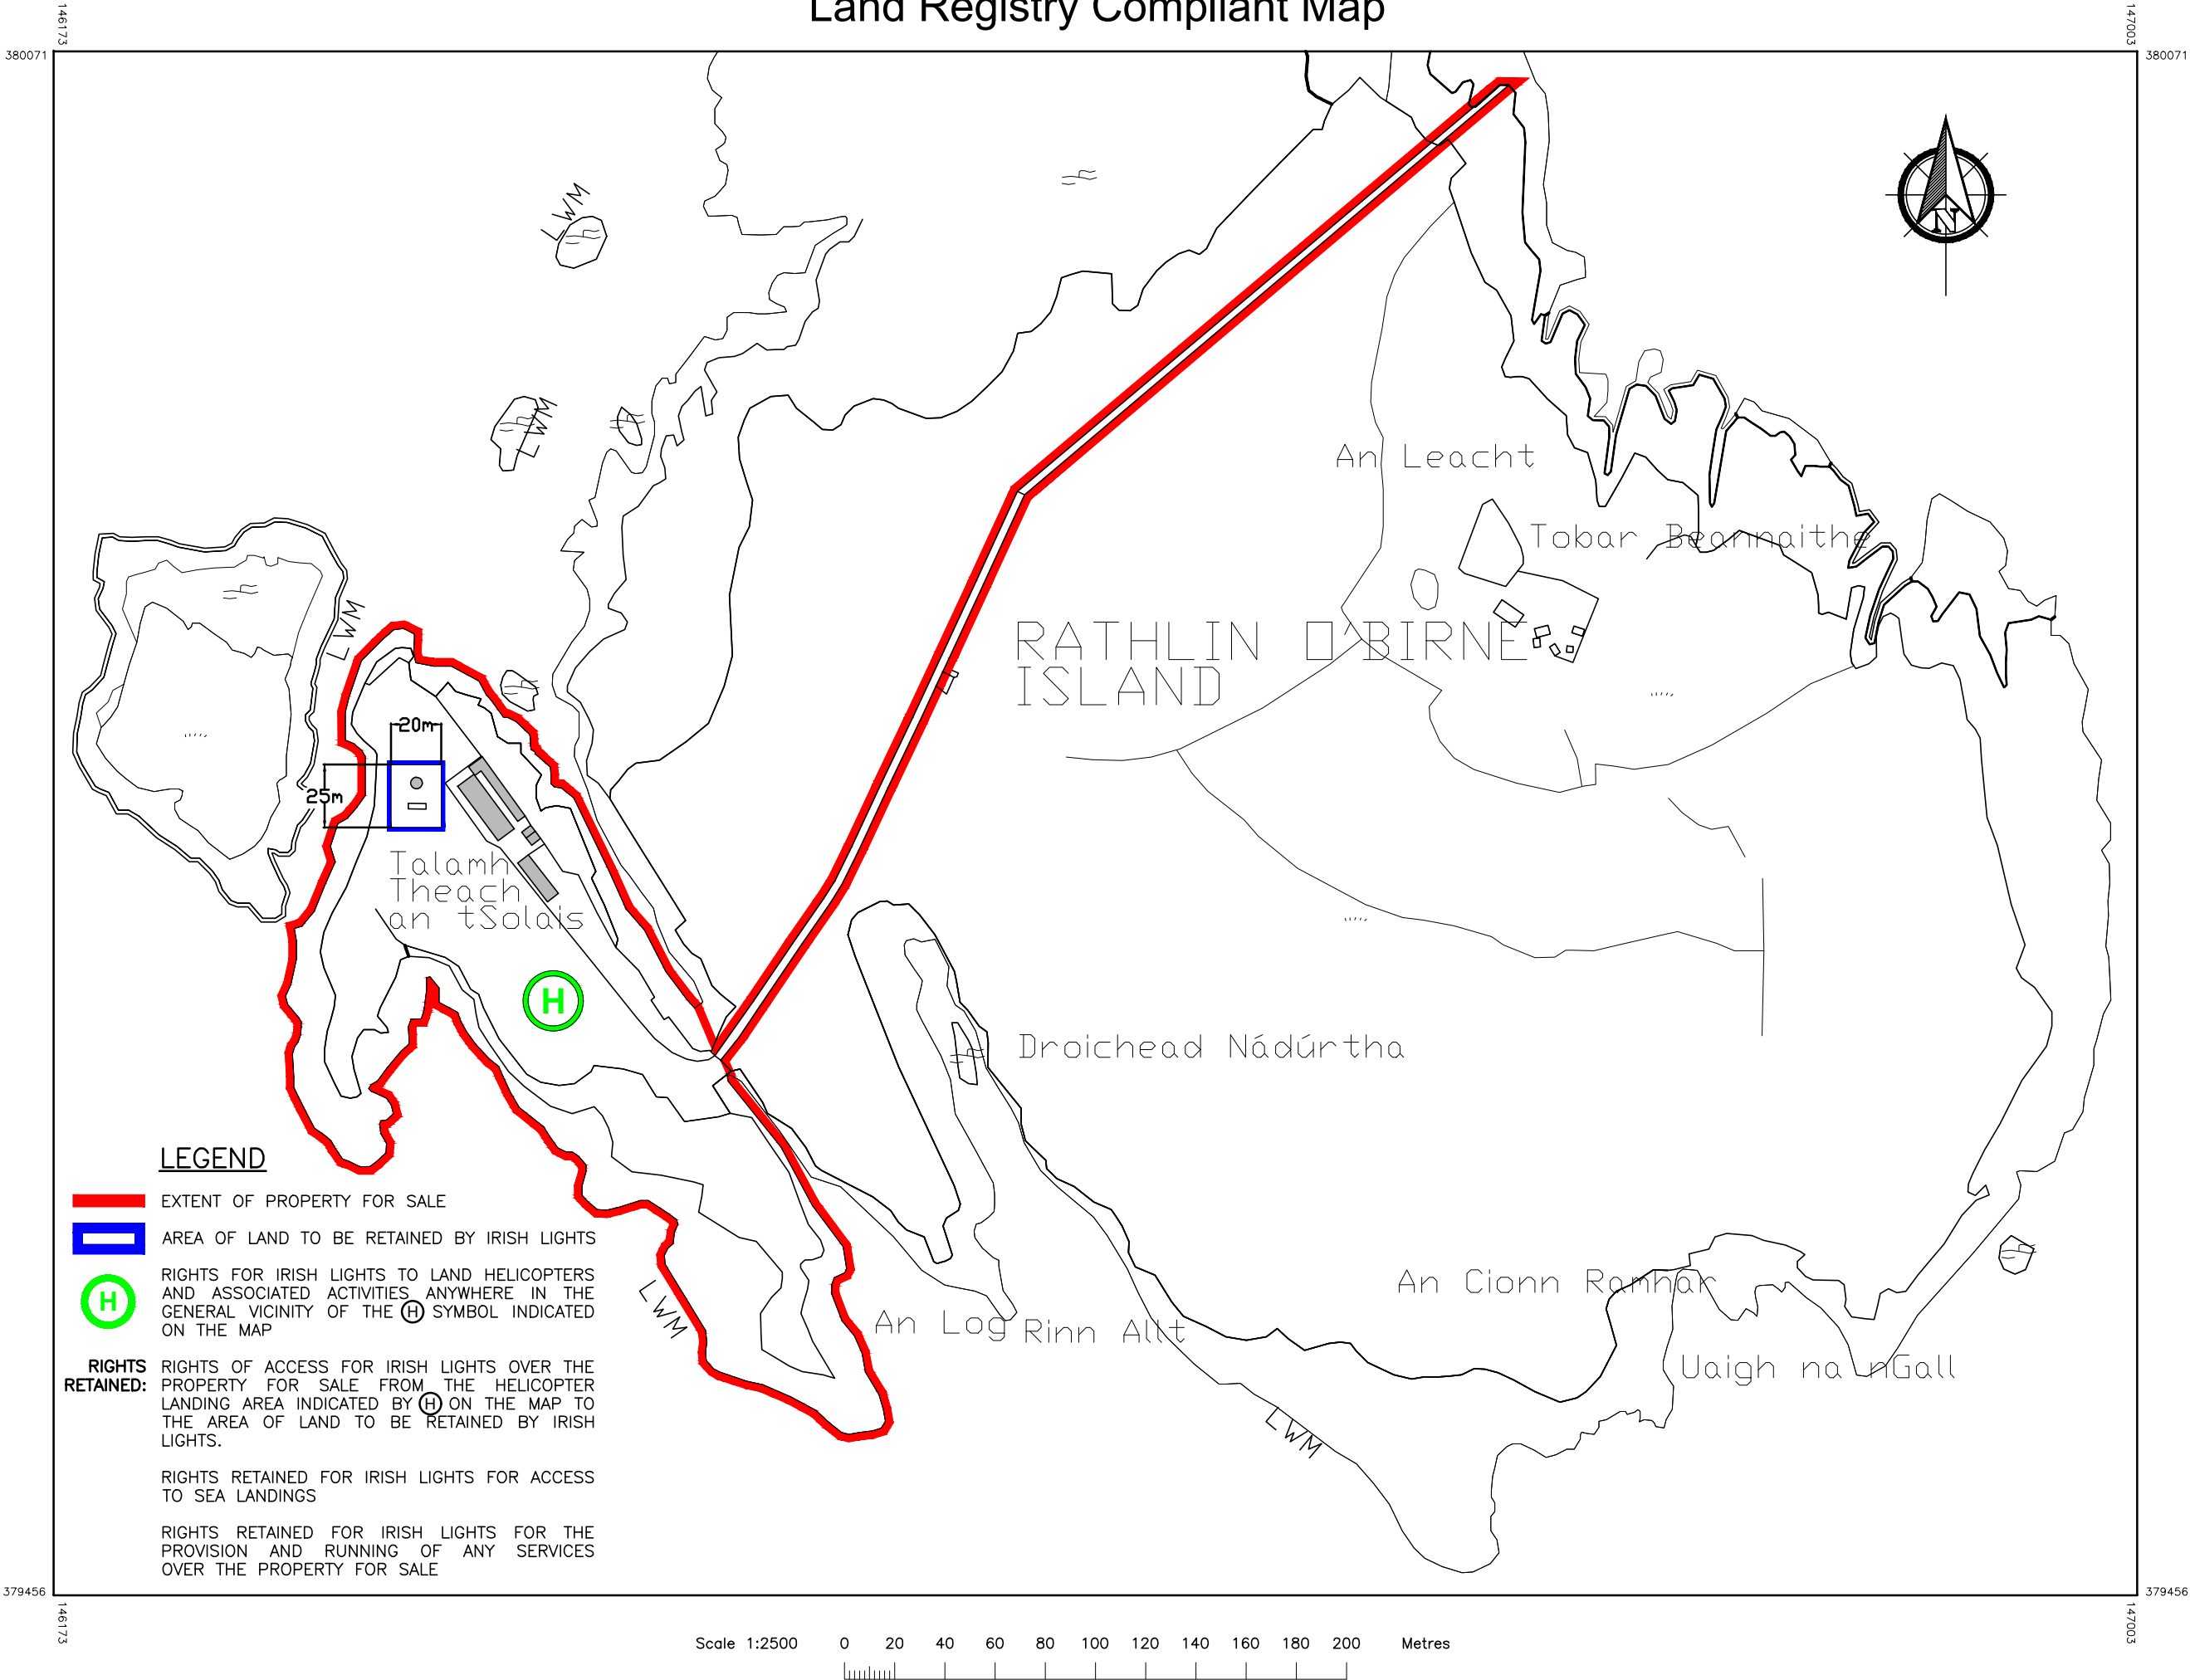 Land Registry Compliant Map
146173
147003
380071
380071
N
LWM
LWM
An Leacht
Tobar Beannaithe
LWM
RATHLIN O'BIRNE
ISLAND
20m
25m
Talamh
Theach
an tSolais
H
Droichead Nádúrtha
LEGEND
EXTENT OF PROPERTY FOR SALE
AREA OF LAND TO BE RETAINED BY IRISH LIGHTS
H
RIGHTS FOR IRISH LIGHTS TO LAND HELICOPTERS
AND ASSOCIATED ACTIVITIES ANYWHERE IN THE
GENERAL VICINITY OF THE H SYMBOL INDICATED
ON THE MAP
RIGHTS RETAINED:
RIGHTS OF ACCESS FOR IRISH LIGHTS OVER THE
PROPERTY FOR SALE FROM THE HELICOPTER
LANDING AREA INDICATED BY H ON THE MAP TO
THE AREA OF LAND TO BE RETAINED BY IRISH
LIGHTS.
RIGHTS RETAINED FOR IRISH LIGHTS FOR ACCESS
TO SEA LANDINGS
RIGHTS RETAINED FOR IRISH LIGHTS FOR THE
PROVISION AND RUNNING OF ANY SERVICES
OVER THE PROPERTY FOR SALE
LWM
An Log
Rinn Allt
An Cionn Ramhar
Uaigh na nGall
LWM
379456
379456
146173
147003
Scale 1:2500 0 20 40 60 80 100 120 140 160 180 200 Metres